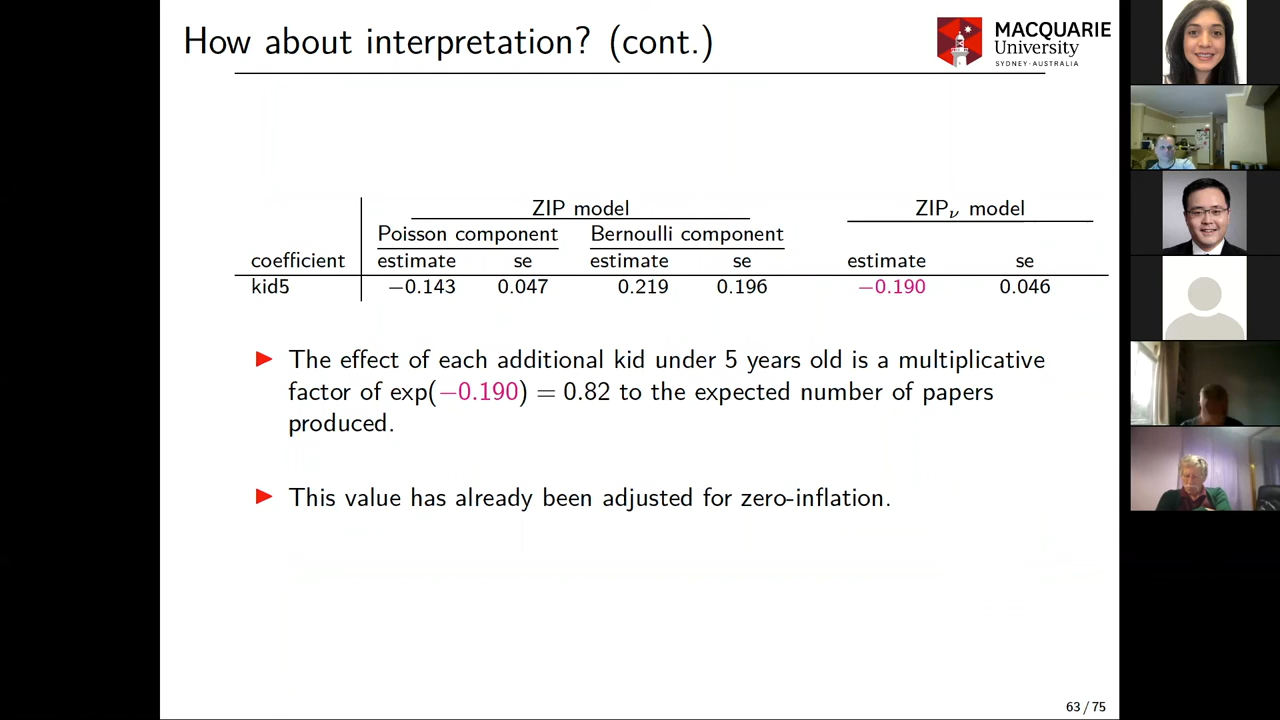 How about interpretation? (cont.)
MACQUARIE
University
SYDNEY·AUSTRALIA
ZIP model ZIPν model
Poisson component Bernoulli component
coefficient estimate se estimate se estimate se
kid5 −0.143 0.047 0.219 0.196 −0.190 0.046
The effect of each additional kid under 5 years old is a multiplicative
factor of exp(−0.190) = 0.82 to the expected number of papers
produced.
This value has already been adjusted for zero-inflation.
63 / 75